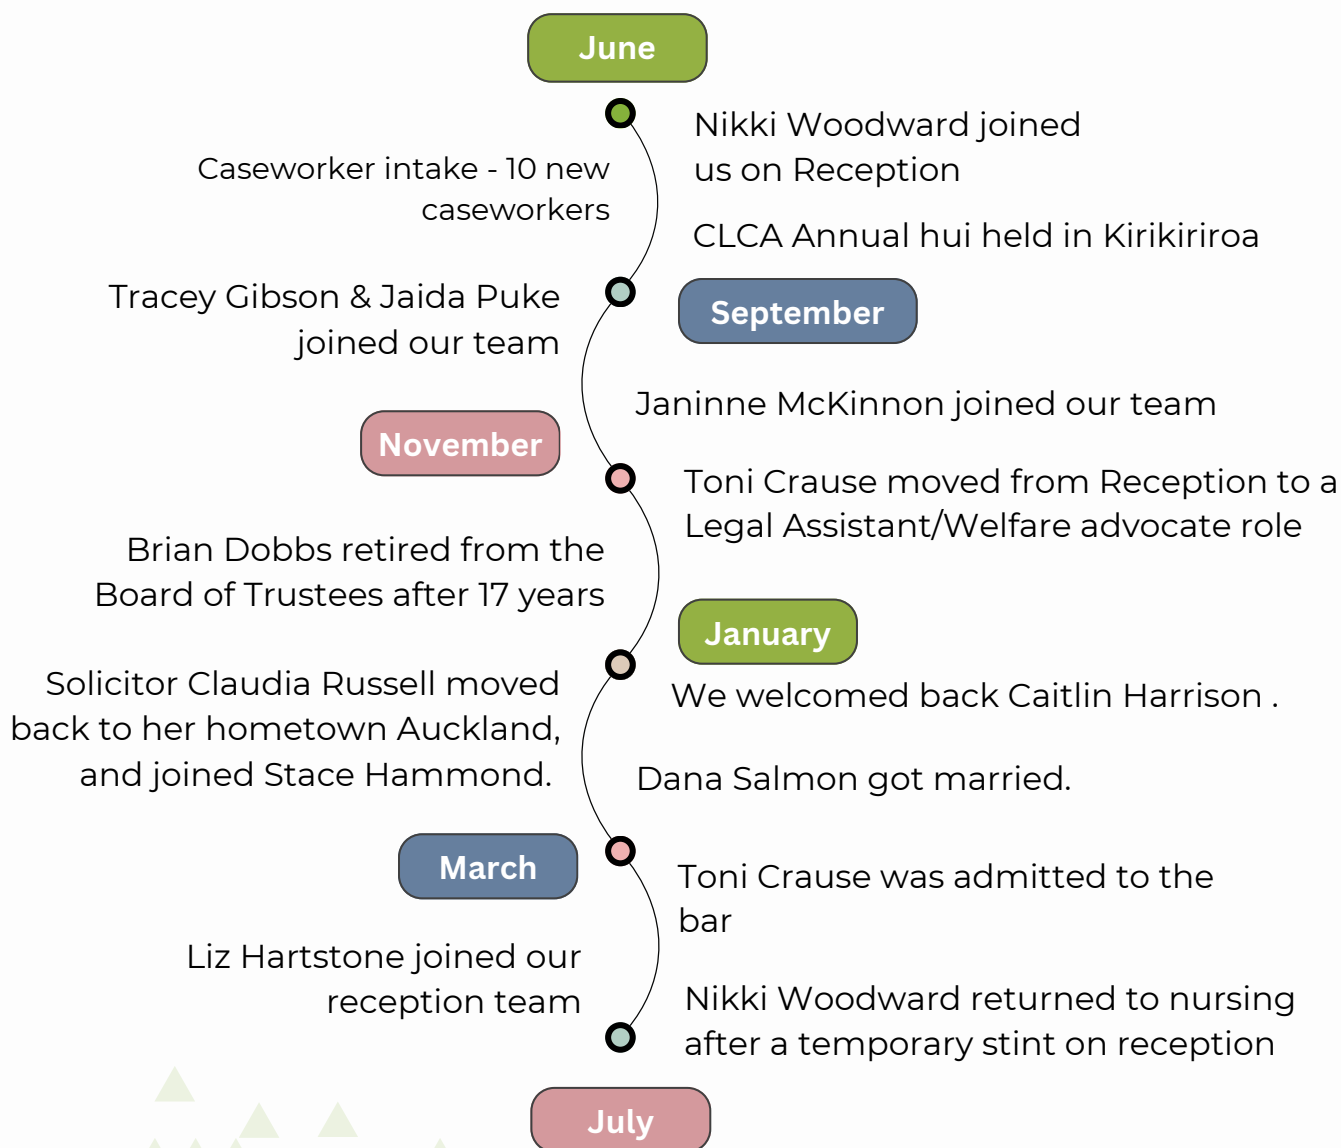 June
Nikki Woodward joined
us on Reception
Caseworker intake - 10 new
caseworkers
CLCA Annual hui held in Kirikiriroa
Tracey Gibson & Jaida Puke
joined our team
September
Janinne McKinnon joined our team
November
Toni Crause moved from Reception to a
Legal Assistant/Welfare advocate role
Brian Dobbs retired from the
Board of Trustees after 17 years
January
Solicitor Claudia Russell moved
back to her hometown Auckland,
and joined Stace Hammond.
We welcomed back Caitlin Harrison .
Dana Salmon got married.
March
Toni Crause was admitted to the
bar
Liz Hartstone joined our
reception team
Nikki Woodward returned to nursing
after a temporary stint on reception
July